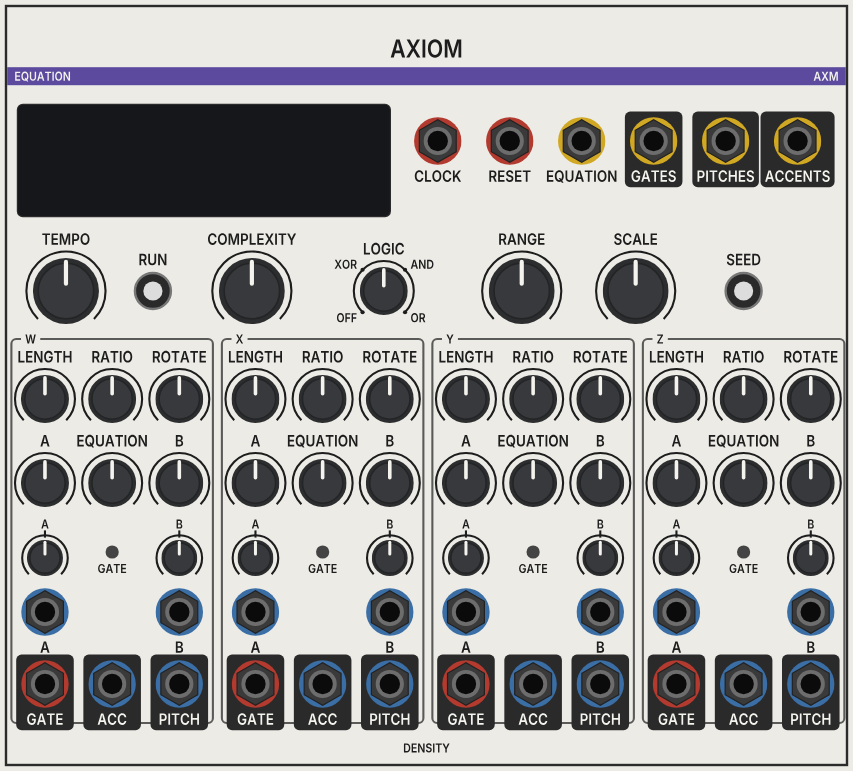 AXIOM
EQUATION AXM
CLOCK RESET EQUATION GATES PITCHES ACCENTS
TEMPO RUN COMPLEXITY LOGIC RANGE SCALE SEED
XOR AND
OFF OR
W X Y Z
LENGTH RATIO ROTATE LENGTH RATIO ROTATE LENGTH RATIO ROTATE LENGTH RATIO ROTATE
A EQUATION B A EQUATION B A EQUATION B A EQUATION B
A B A B A B A B
GATE GATE GATE GATE
A B A B A B A B
GATE ACC PITCH GATE ACC PITCH GATE ACC PITCH GATE ACC PITCH
DENSITY